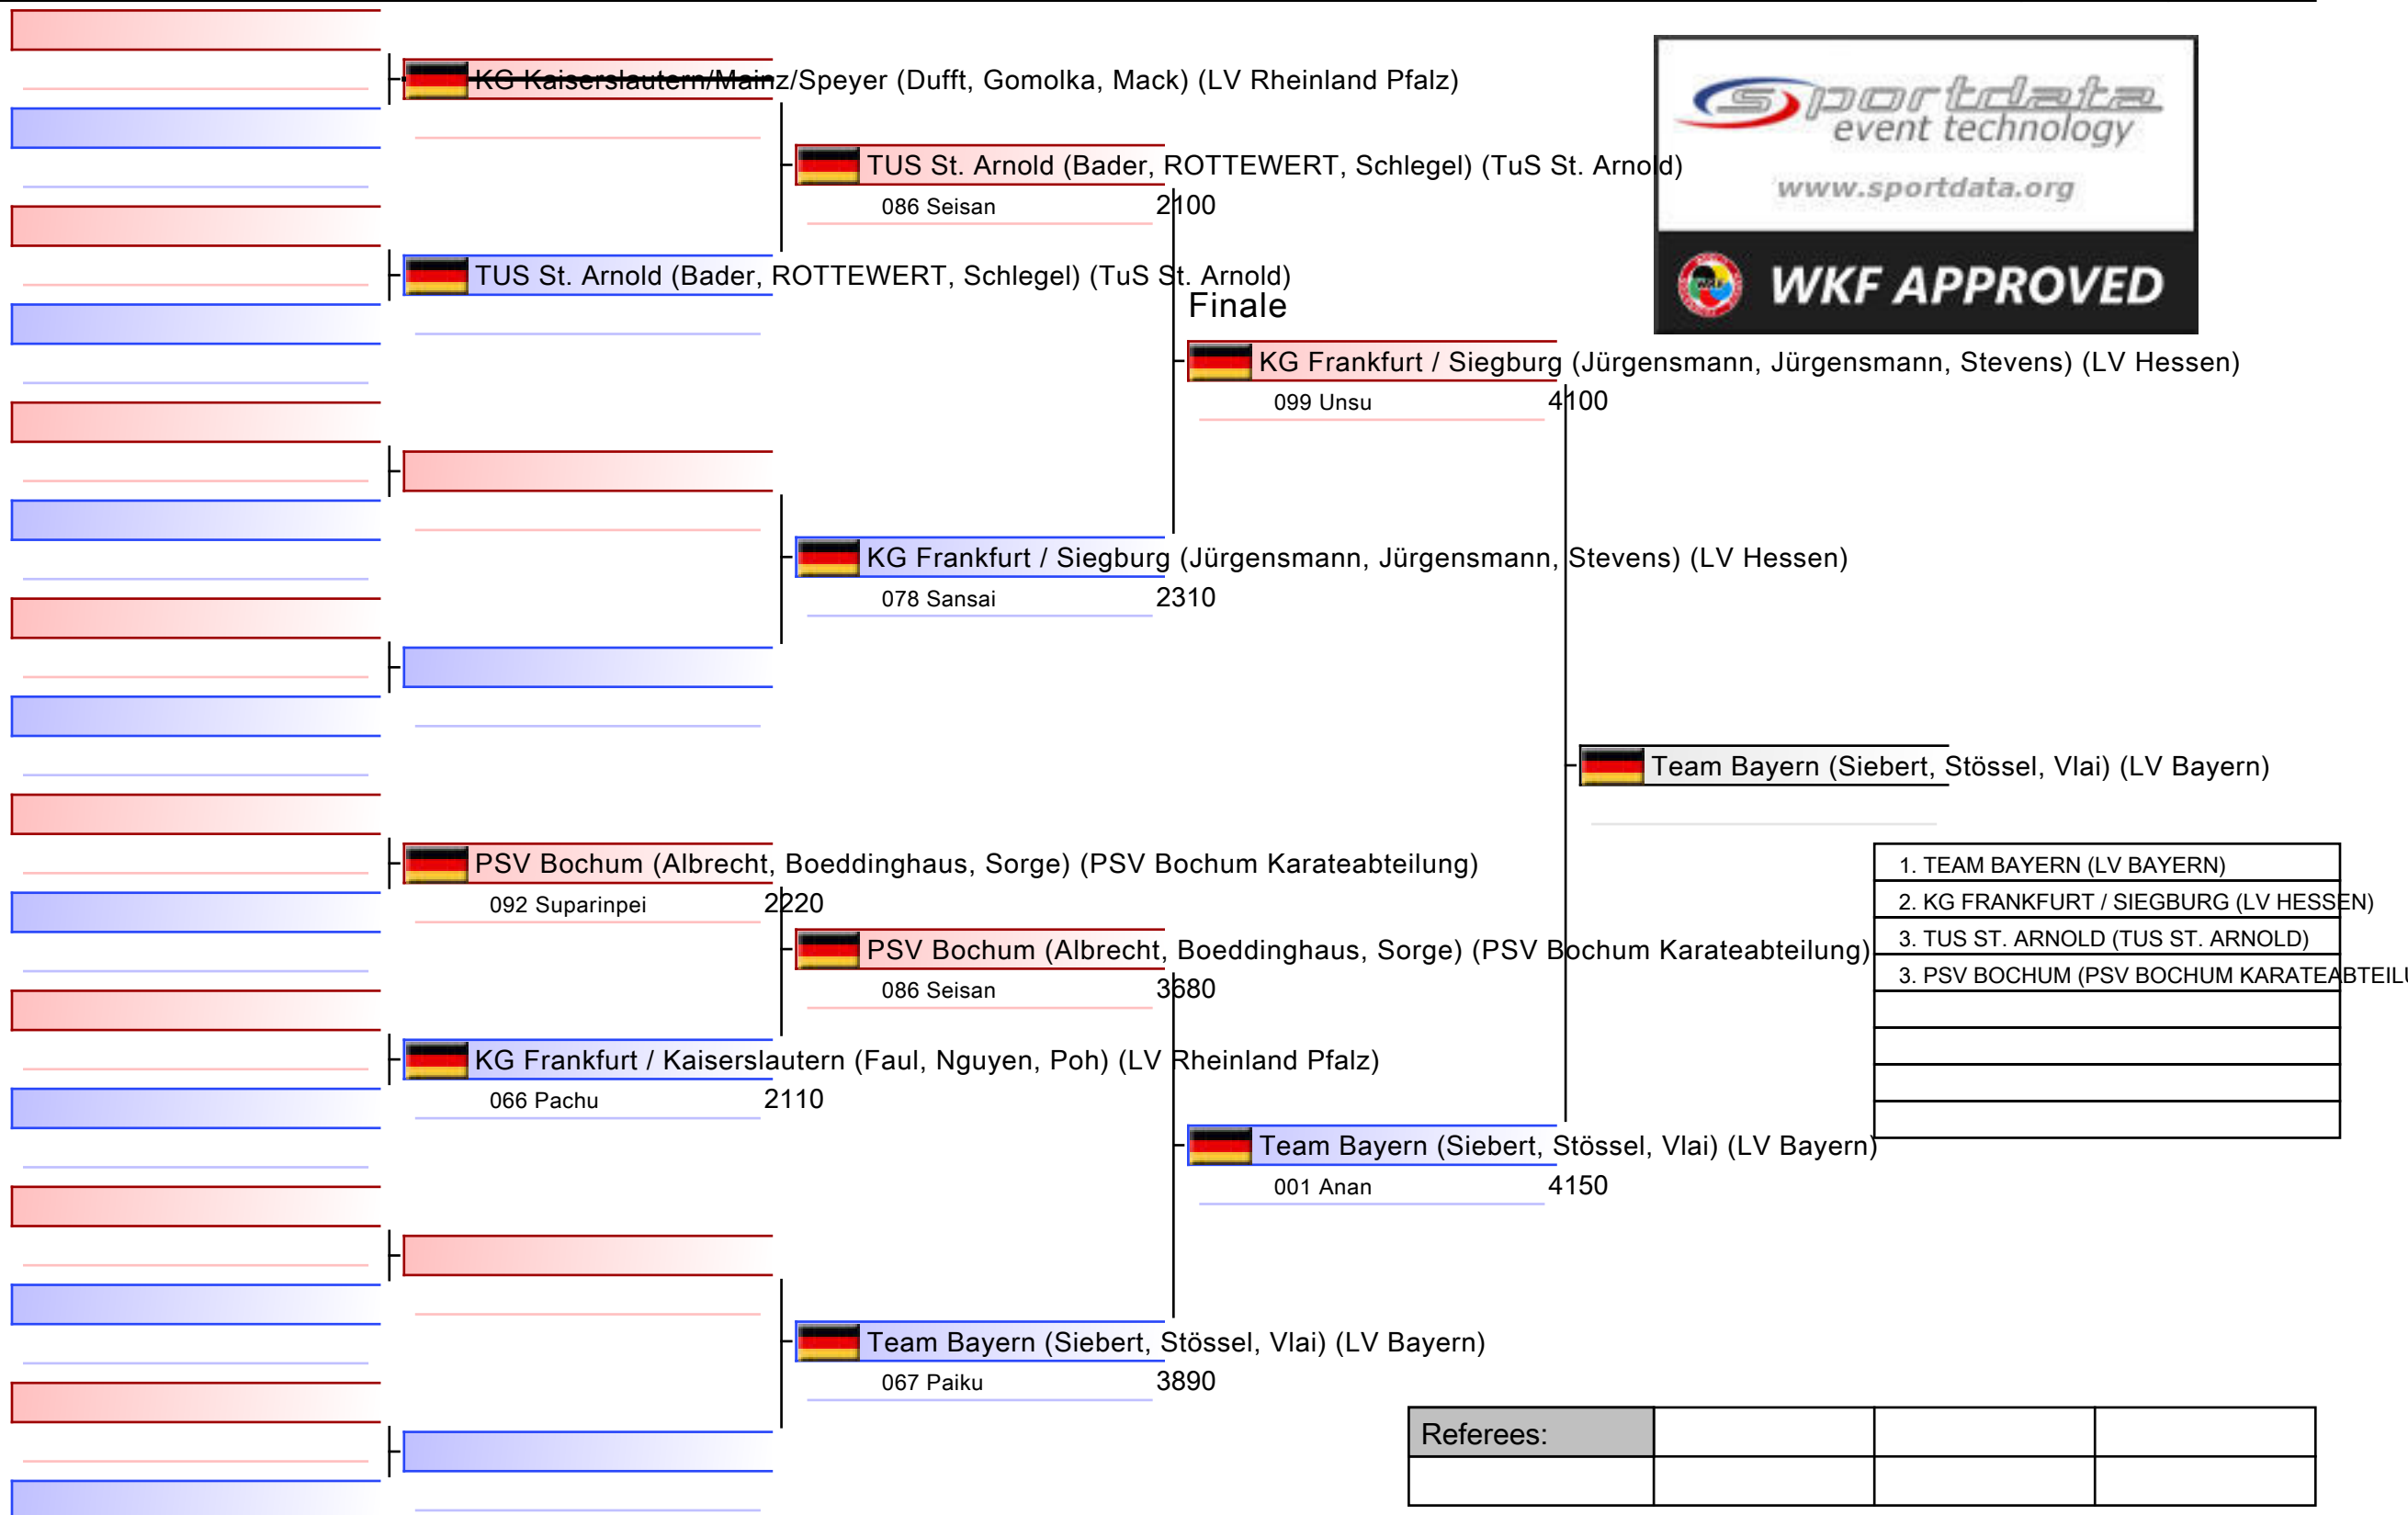 KG Kaiserslautern/Mainz/Speyer (Dufft, Gomolka, Mack) (LV Rheinland Pfalz)
TUS St. Arnold (Bader, ROTTEWERT, Schlegel) (TuS St. Arnold)
086 Seisan 2100
TUS St. Arnold (Bader, ROTTEWERT, Schlegel) (TuS St. Arnold)
sportdata
event technology
www.sportdata.org
WKF APPROVED
Finale
KG Frankfurt / Siegburg (Jürgensmann, Jürgensmann, Stevens) (LV Hessen)
099 Unsu 4100
KG Frankfurt / Siegburg (Jürgensmann, Jürgensmann, Stevens) (LV Hessen)
078 Sansai 2310
Team Bayern (Siebert, Stössel, Vlai) (LV Bayern)
PSV Bochum (Albrecht, Boeddinghaus, Sorge) (PSV Bochum Karateabteilung)
092 Suparinpei 2220
PSV Bochum (Albrecht, Boeddinghaus, Sorge) (PSV Bochum Karateabteilung)
086 Seisan 3680
1. TEAM BAYERN (LV BAYERN)
2. KG FRANKFURT / SIEGBURG (LV HESSEN)
3. TUS ST. ARNOLD (TUS ST. ARNOLD)
3. PSV BOCHUM (PSV BOCHUM KARATEABTEILU
KG Frankfurt / Kaiserslautern (Faul, Nguyen, Poh) (LV Rheinland Pfalz)
066 Pachu 2110
Team Bayern (Siebert, Stössel, Vlai) (LV Bayern)
001 Anan 4150
Team Bayern (Siebert, Stössel, Vlai) (LV Bayern)
067 Paiku 3890
Referees: